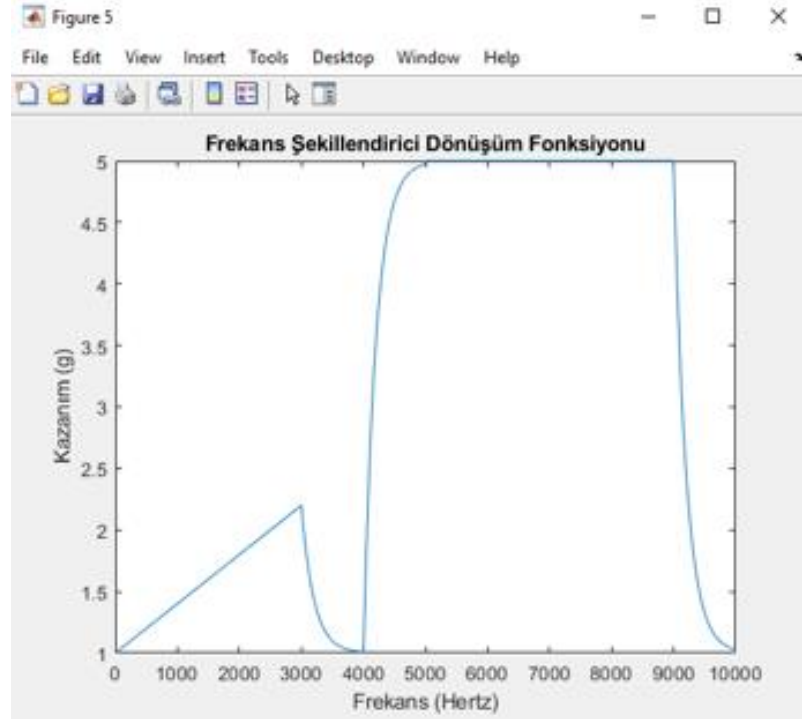 Figure 5
File Edit View Insert Tools Desktop Window Help
Frekans Şekillendirici Dönüşüm Fonksiyonu
5
4.5
4
3.5
3
2.5
2
1.5
1
Kazanım (g)
0 1000 2000 3000 4000 5000 6000 7000 8000 9000 10000
Frekans (Hertz)